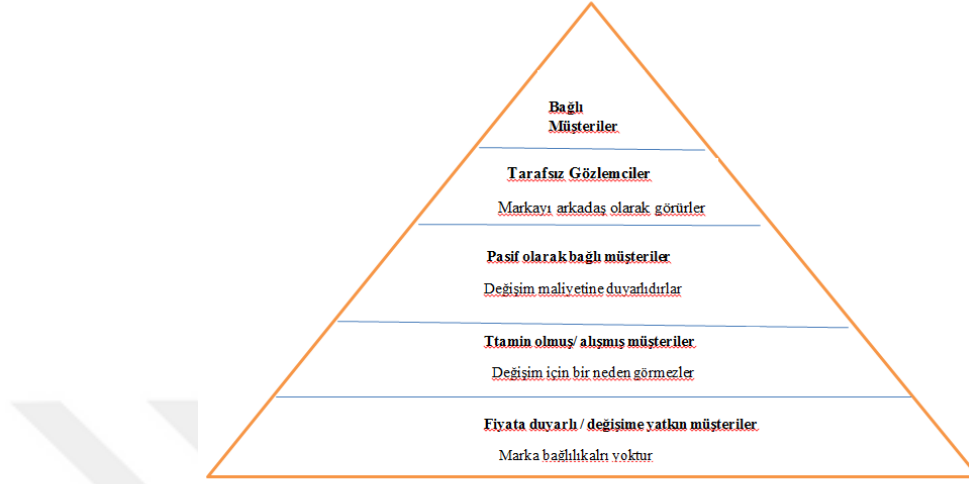 Bağlı
Müşteriler
Tarafsız Gözlemciler
Markayı arkadaş olarak görürler
Pasif olarak bağlı müşteriler
Değişim maliyetine duyarlıdırlar
Ttamin olmuş/ alışmış müşteriler
Değişim için bir neden görmezler
Fiyata duyarlı / değişime yatkın müşteriler
Marka bağlılıkalrı yoktur